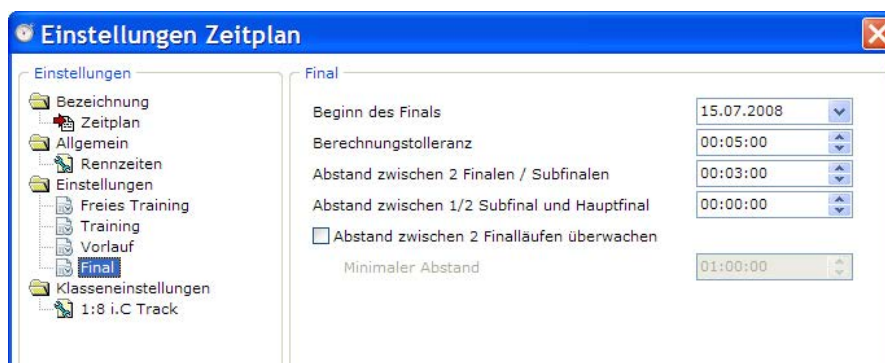 Einstellungen Zeitplan
Einstellungen
Bezeichnung
Zeitplan
Allgemein
Rennzeiten
Einstellungen
Freies Training
Training
Vorlauf
Final
Klasseneinstellungen
1:8 i.C Track
Final
Beginn des Finals 15.07.2008
Berechnungstolleranz 00:05:00
Abstand zwischen 2 Finalen / Subfinalen 00:03:00
Abstand zwischen 1/2 Subfinal und Hauptfinal 00:00:00
Abstand zwischen 2 Finalläufen überwachen
Minimaler Abstand 01:00:00